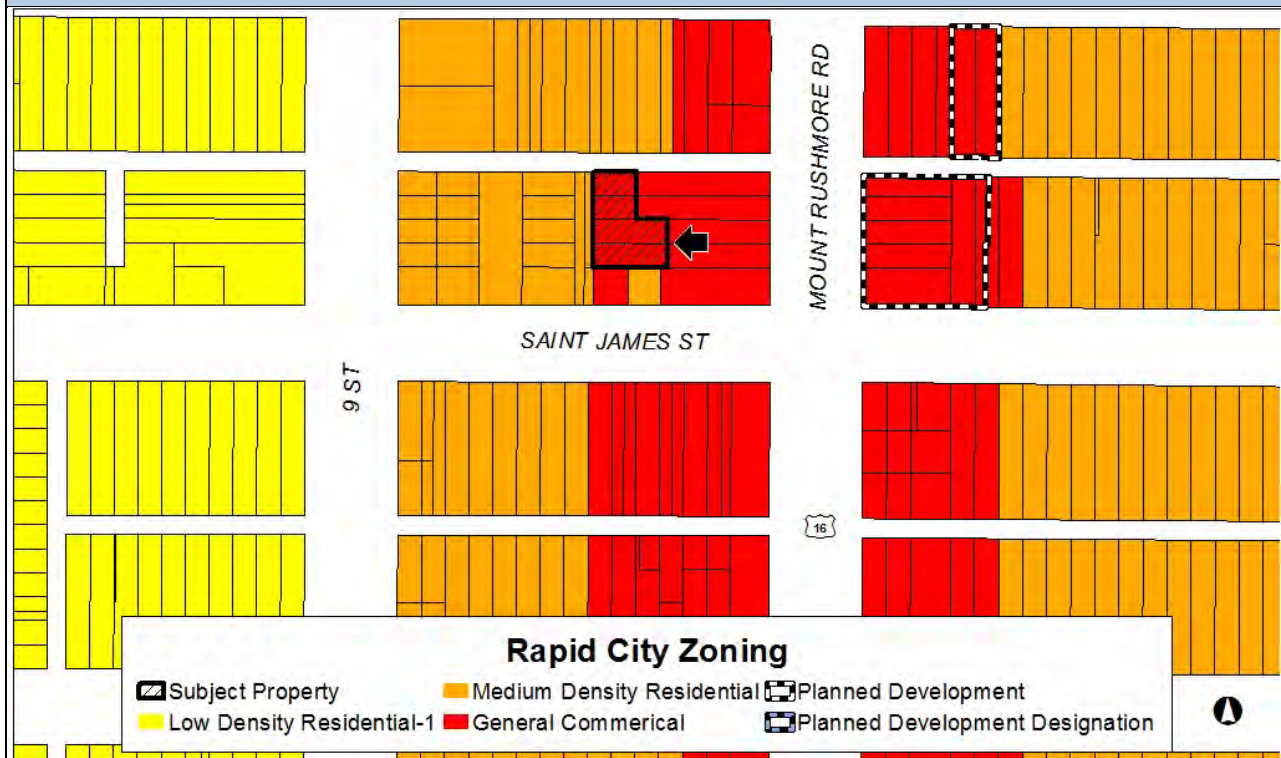 MOUNT RUSHMORE RD
SAINT JAMES ST
9 ST
16
Rapid City Zoning
Subject Property
Medium Density Residential
Planned Development
Low Density Residential-1
General Commerical
Planned Development Designation